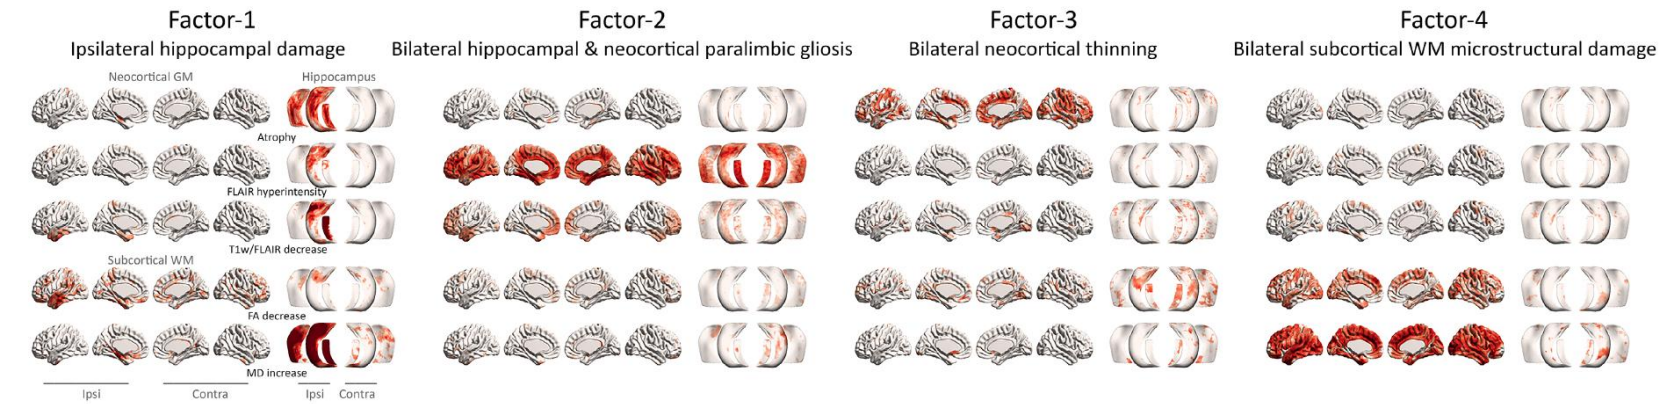 Factor-1
Factor-2
Factor-3
Factor-4
Ipsilateral hippocampal damage
Bilateral hippocampal & neocortical paralimbic gliosis
Bilateral neocortical thinning
Bilateral subcortical WM microstructural damage
Neocortical GM
Hippocampus
Atrophy
FLAIR hyperintensity
T1w/FLAIR decrease
Subcortical WM
FA decrease
MD increase
Ipsi
Contra
Ipsi
Contra